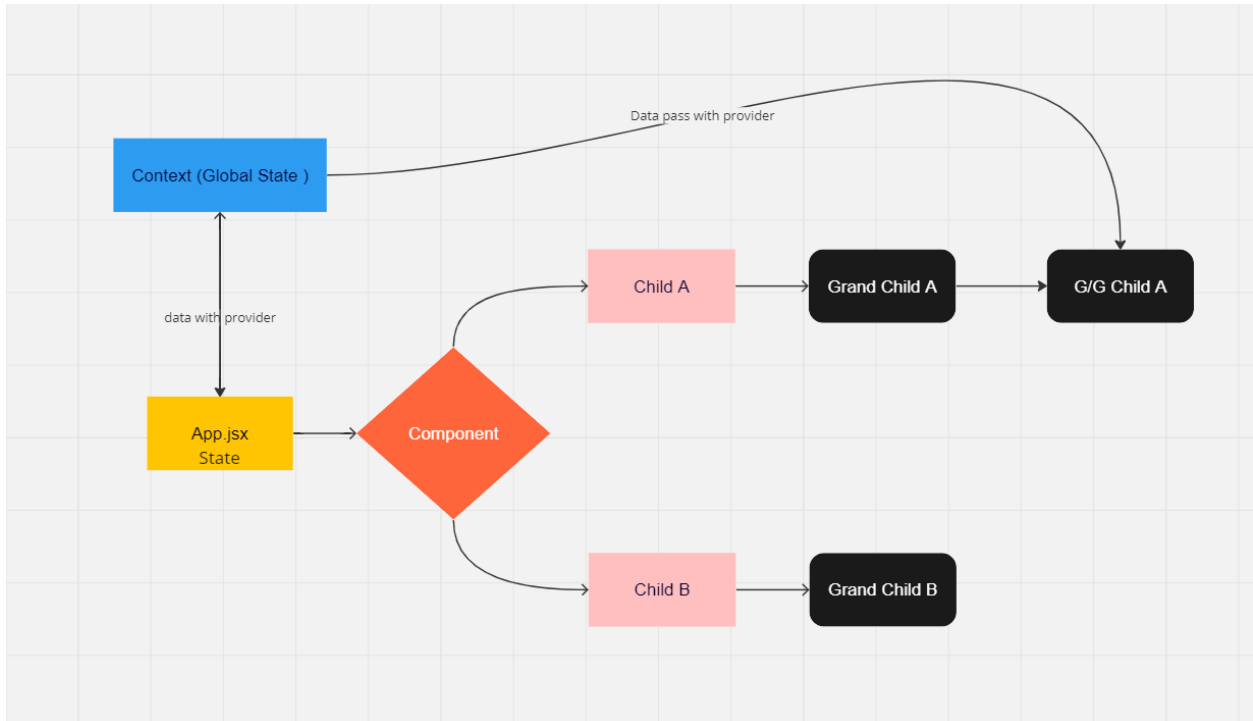 Data pass with provider
Context (Global State )
Child A
Grand Child A
G/G Child A
data with provider
App.jsx
State
Component
Child B
Grand Child B